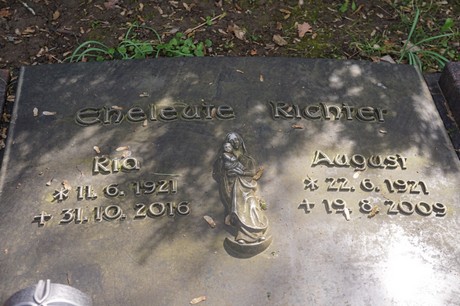 Eheleute Richter
Ria August
* 11. 6. 1921 * 22. 6. 1921
+ 31. 10. 2016 + 19. 8. 2009